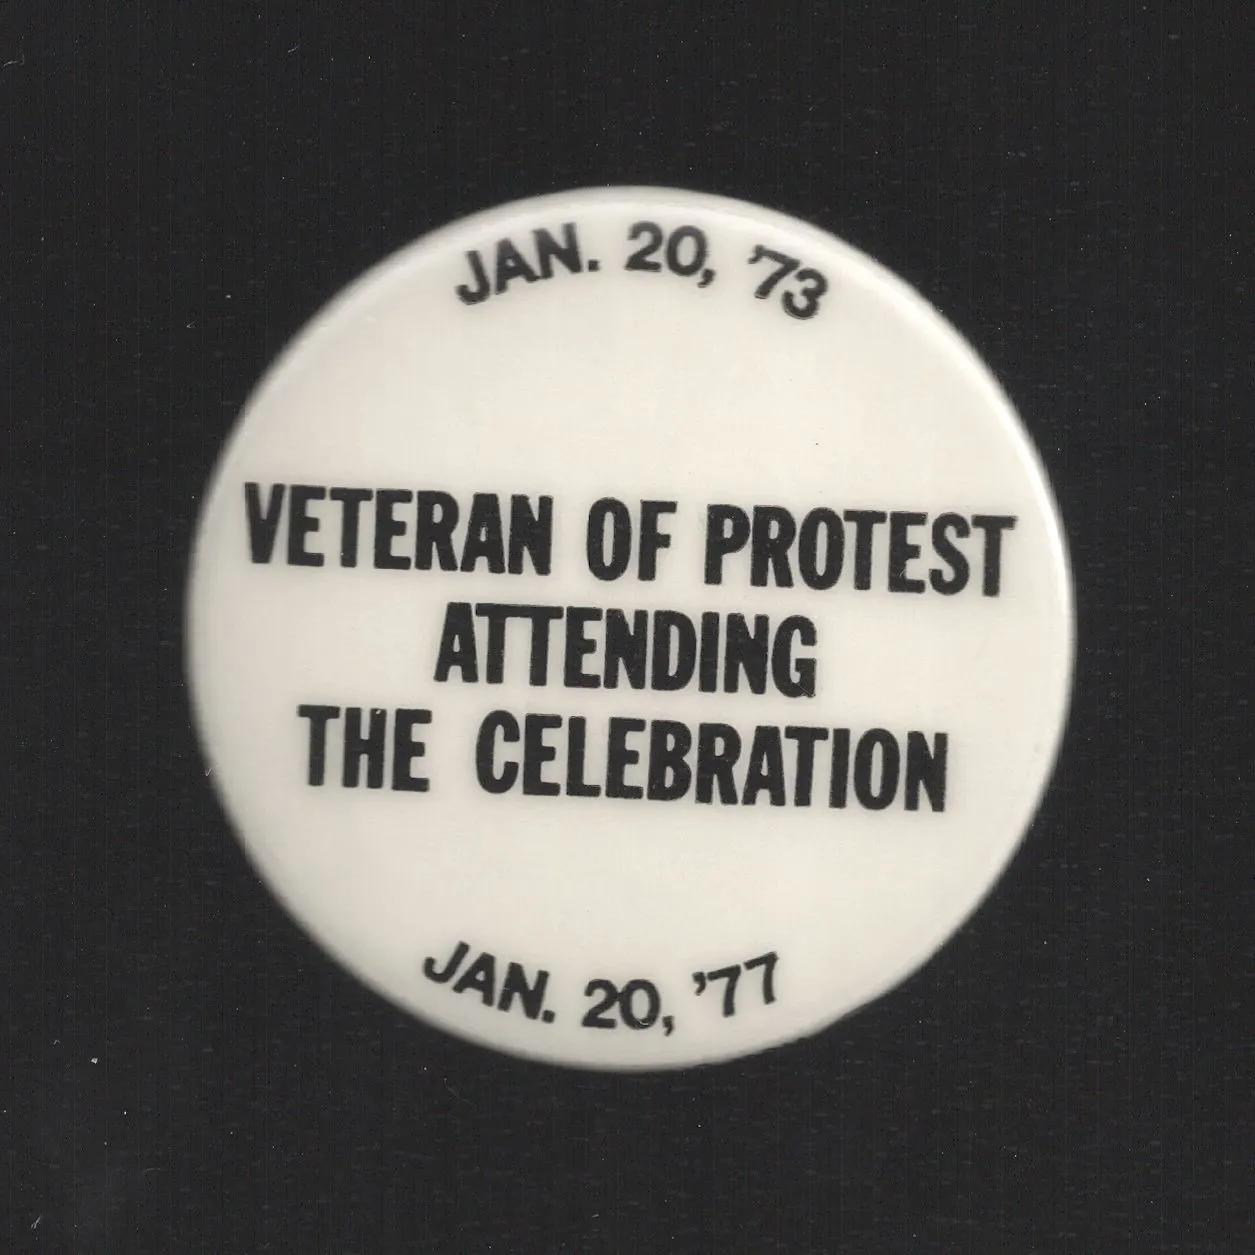 JAN. 20, '73
VETERAN OF PROTEST
ATTENDING
THE CELEBRATION
JAN. 20, '77